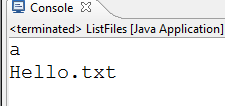 Console
<terminated> ListFiles [Java Application]
a
Hello.txt